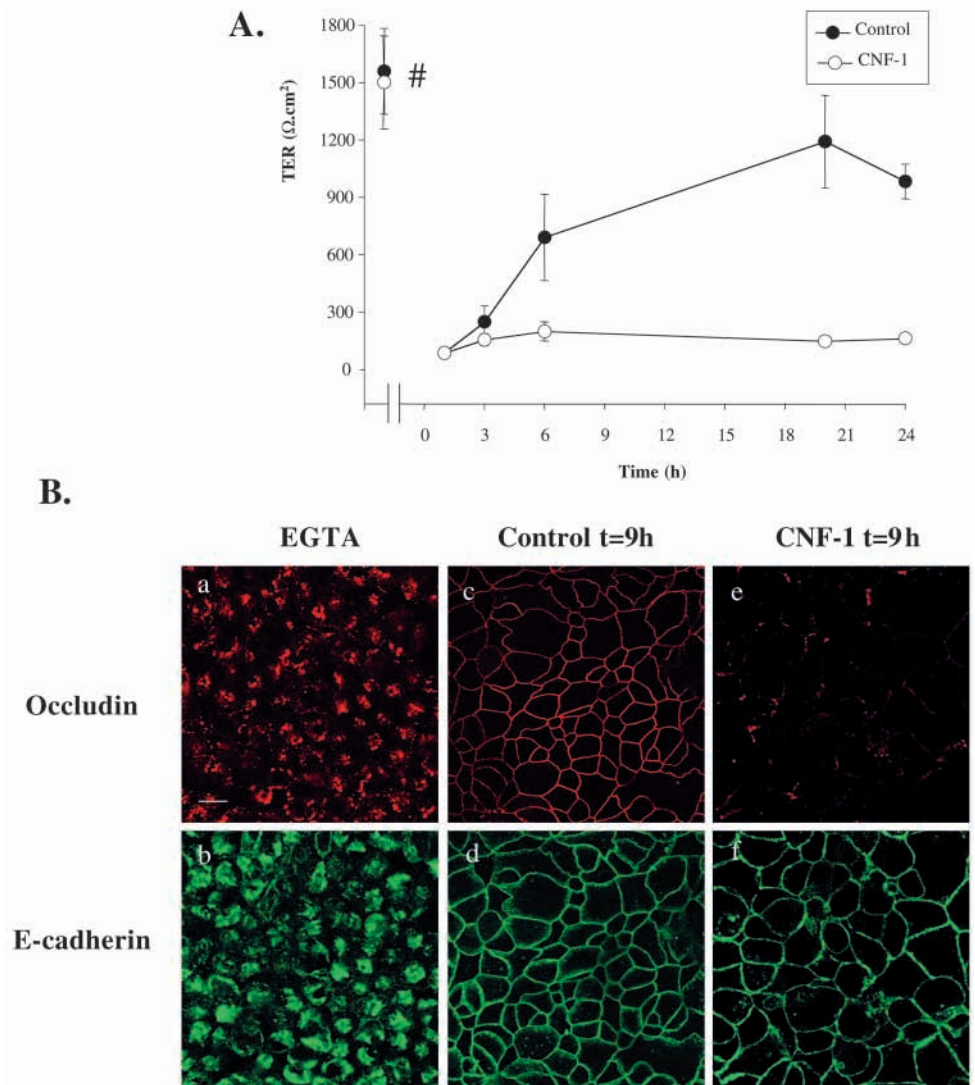 A.
Control
CNF-1
#
TER (Ω.cm²)
1800
1500
1200
900
600
300
0
0 3 6 9 12 15 18 21 24
Time (h)
B.
EGTA Control t=9h CNF-1 t=9h
Occludin
a c e
E-cadherin
b d f